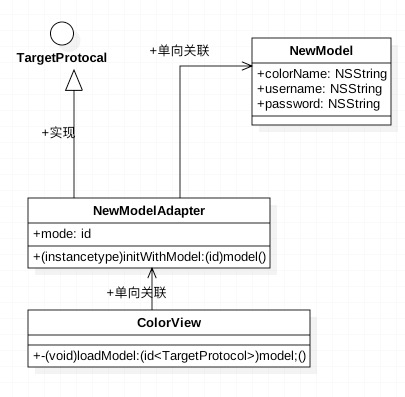 TargetProtocal
+单向关联
NewModel
+colorName: NSString
+username: NSString
+password: NSString
+实现
NewModelAdapter
+mode: id
+(instancetype)initWithModel:(id)model()
+单向关联
ColorView
+-(void)loadModel:(id<TargetProtocol>)model;()